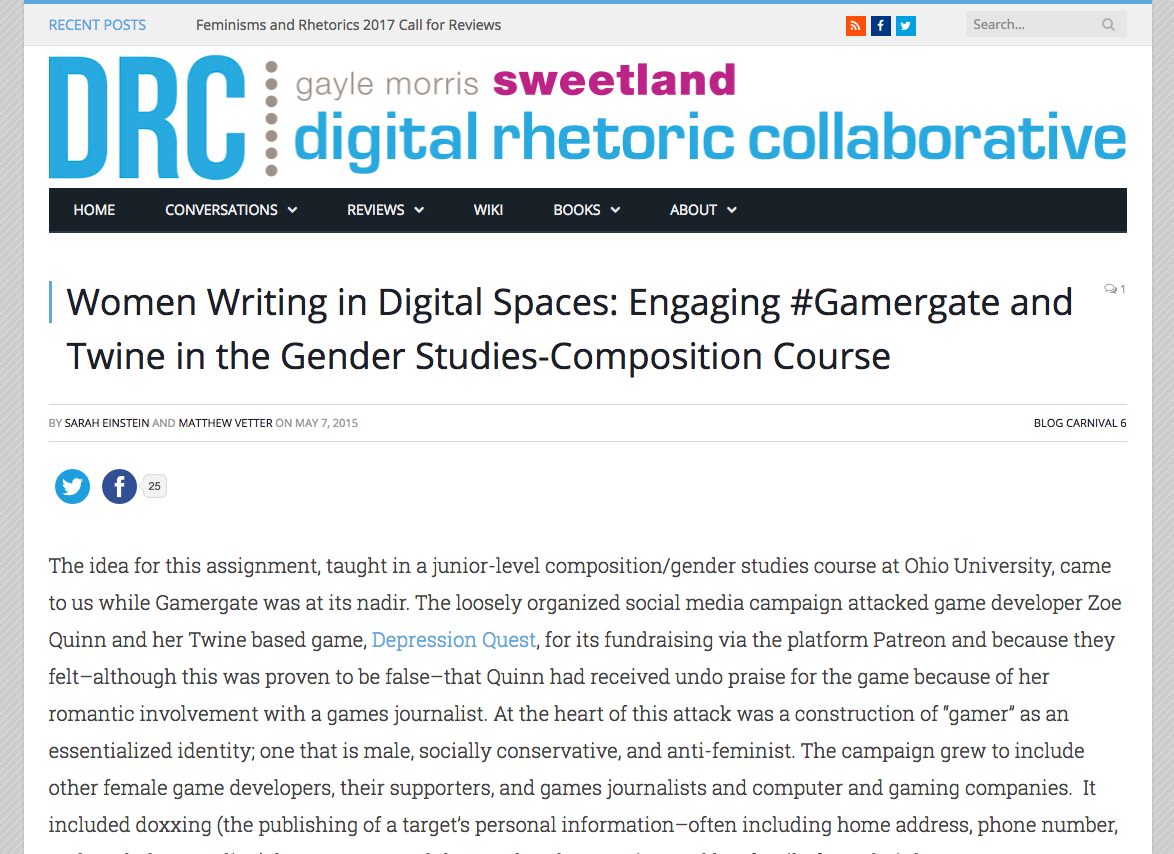 RECENT POSTS Feminisms and Rhetorics 2017 Call for Reviews Search...
DRC gayle morris sweetland
digital rhetoric collaborative
HOME CONVERSATIONS REVIEWS WIKI BOOKS ABOUT
Women Writing in Digital Spaces: Engaging #Gamergate and 1
Twine in the Gender Studies-Composition Course
BY SARAH EINSTEIN AND MATTHEW VETTER ON MAY 7, 2015 BLOG CARNIVAL 6
25
The idea for this assignment, taught in a junior-level composition/gender studies course at Ohio University, came
to us while Gamergate was at its nadir. The loosely organized social media campaign attacked game developer Zoe
Quinn and her Twine based game, Depression Quest, for its fundraising via the platform Patreon and because they
felt–although this was proven to be false–that Quinn had received undo praise for the game because of her
romantic involvement with a games journalist. At the heart of this attack was a construction of “gamer” as an
essentialized identity; one that is male, socially conservative, and anti-feminist. The campaign grew to include
other female game developers, their supporters, and games journalists and computer and gaming companies.  It
included doxxing (the publishing of a target’s personal information–often including home address, phone number,